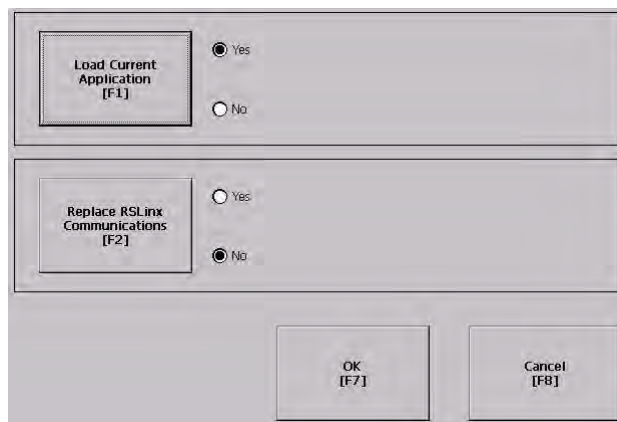 Load Current
Application
[F1]
Yes
No
Replace RSLinx
Communications
[F2]
Yes
No
OK
[F7]
Cancel
[F8]